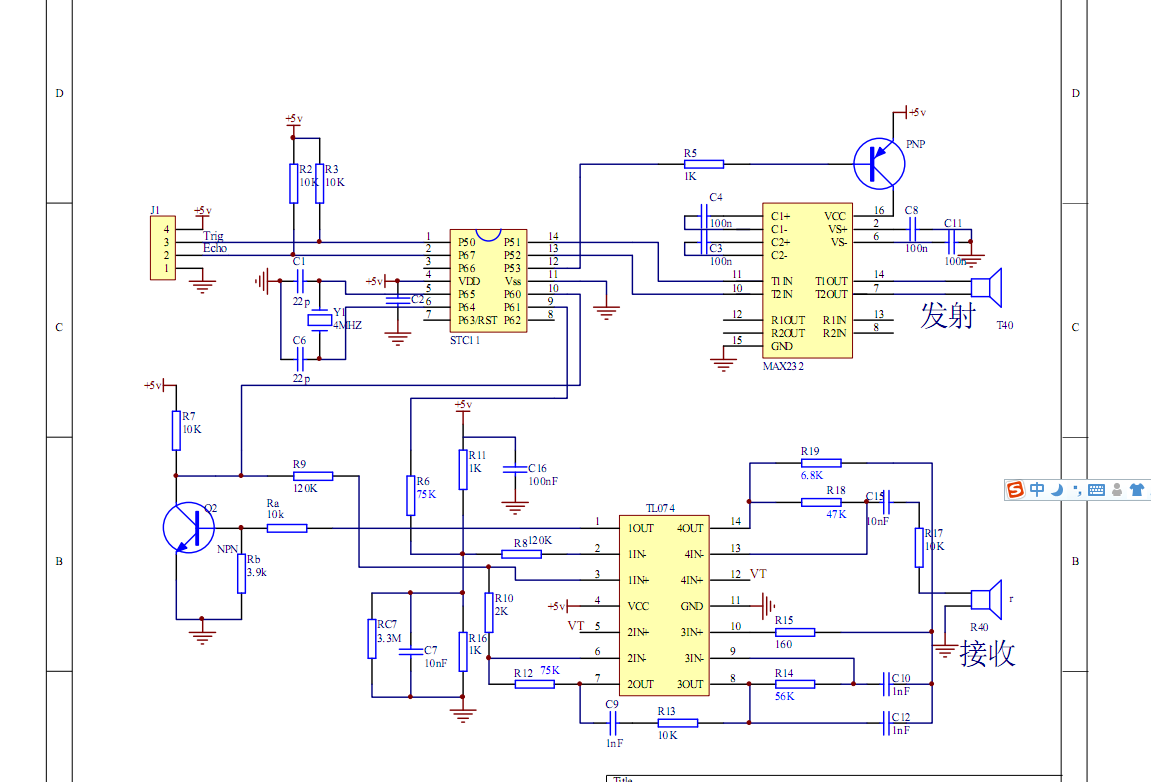 D
D
+5v
+5v
PNP
R5
1K
R2
10K
R3
10K
J1
+5v
4
3
2
1
Trig
Echo
C4
100n
C3
100n
C1+
C1-
C2+
C2-
T1IN
T2IN
R1OUT
R2OUT
GND
VCC
VS+
VS-
T1OUT
T2OUT
R1IN
R2IN
11
10
12
15
16
2
6
14
7
13
8
MAX232
C8
100n
C11
100n
发射
T40
1
2
3
4
5
6
7
P50
P67
P66
VDD
P65
P64
P63/RST
P51
P52
P53
Vss
P60
P61
P62
14
13
12
11
10
9
8
STC11
C1
22p
Y1
4MHZ
C6
22p
+5v
C2
C
C
+5v
R7
10K
R9
120K
Ra
10k
Q2
NPN
Rb
3.9k
+5v
R11
1K
C16
100nF
R6
75K
R8
120K
R10
2K
RC7
3.3M
C7
10nF
R16
1K
R12
75K
+5v
VT
TL074
1
2
3
4
5
6
7
1OUT
1IN-
1IN+
VCC
2IN+
2IN-
2OUT
4OUT
4IN-
4IN+
GND
3IN+
3IN-
3OUT
14
13
12
11
10
9
8
VT
R19
6.8K
R18
47K
C15
10nF
R17
10K
中
B
B
r
R40
接收
R15
160
R14
56K
C10
1nF
C12
1nF
C9
1nF
R13
10K
Title